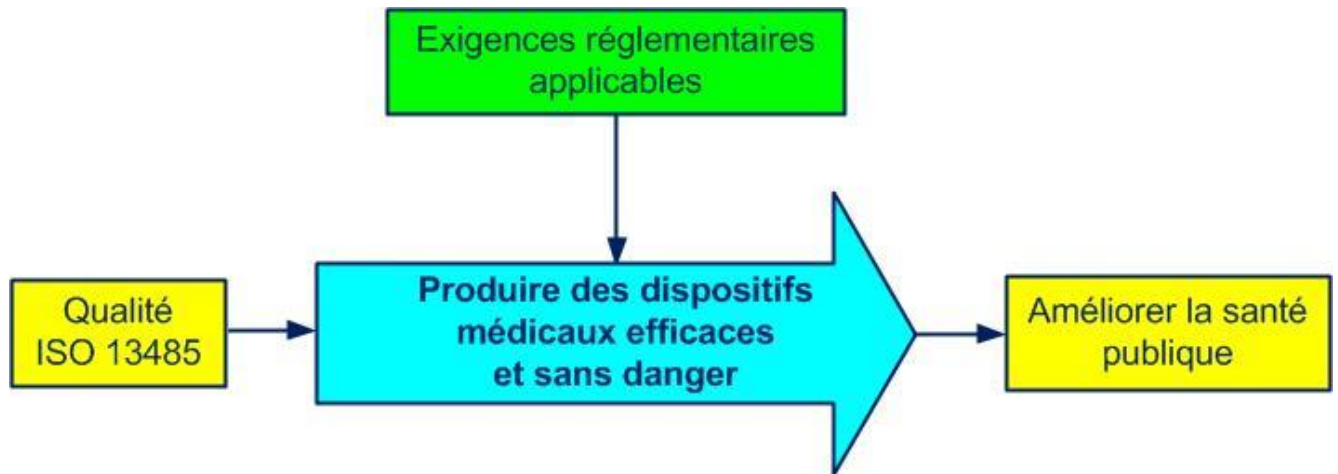 Exigences réglementaires
applicables
Qualité
ISO 13485
Produire des dispositifs
médicaux efficaces
et sans danger
Améliorer la santé
publique